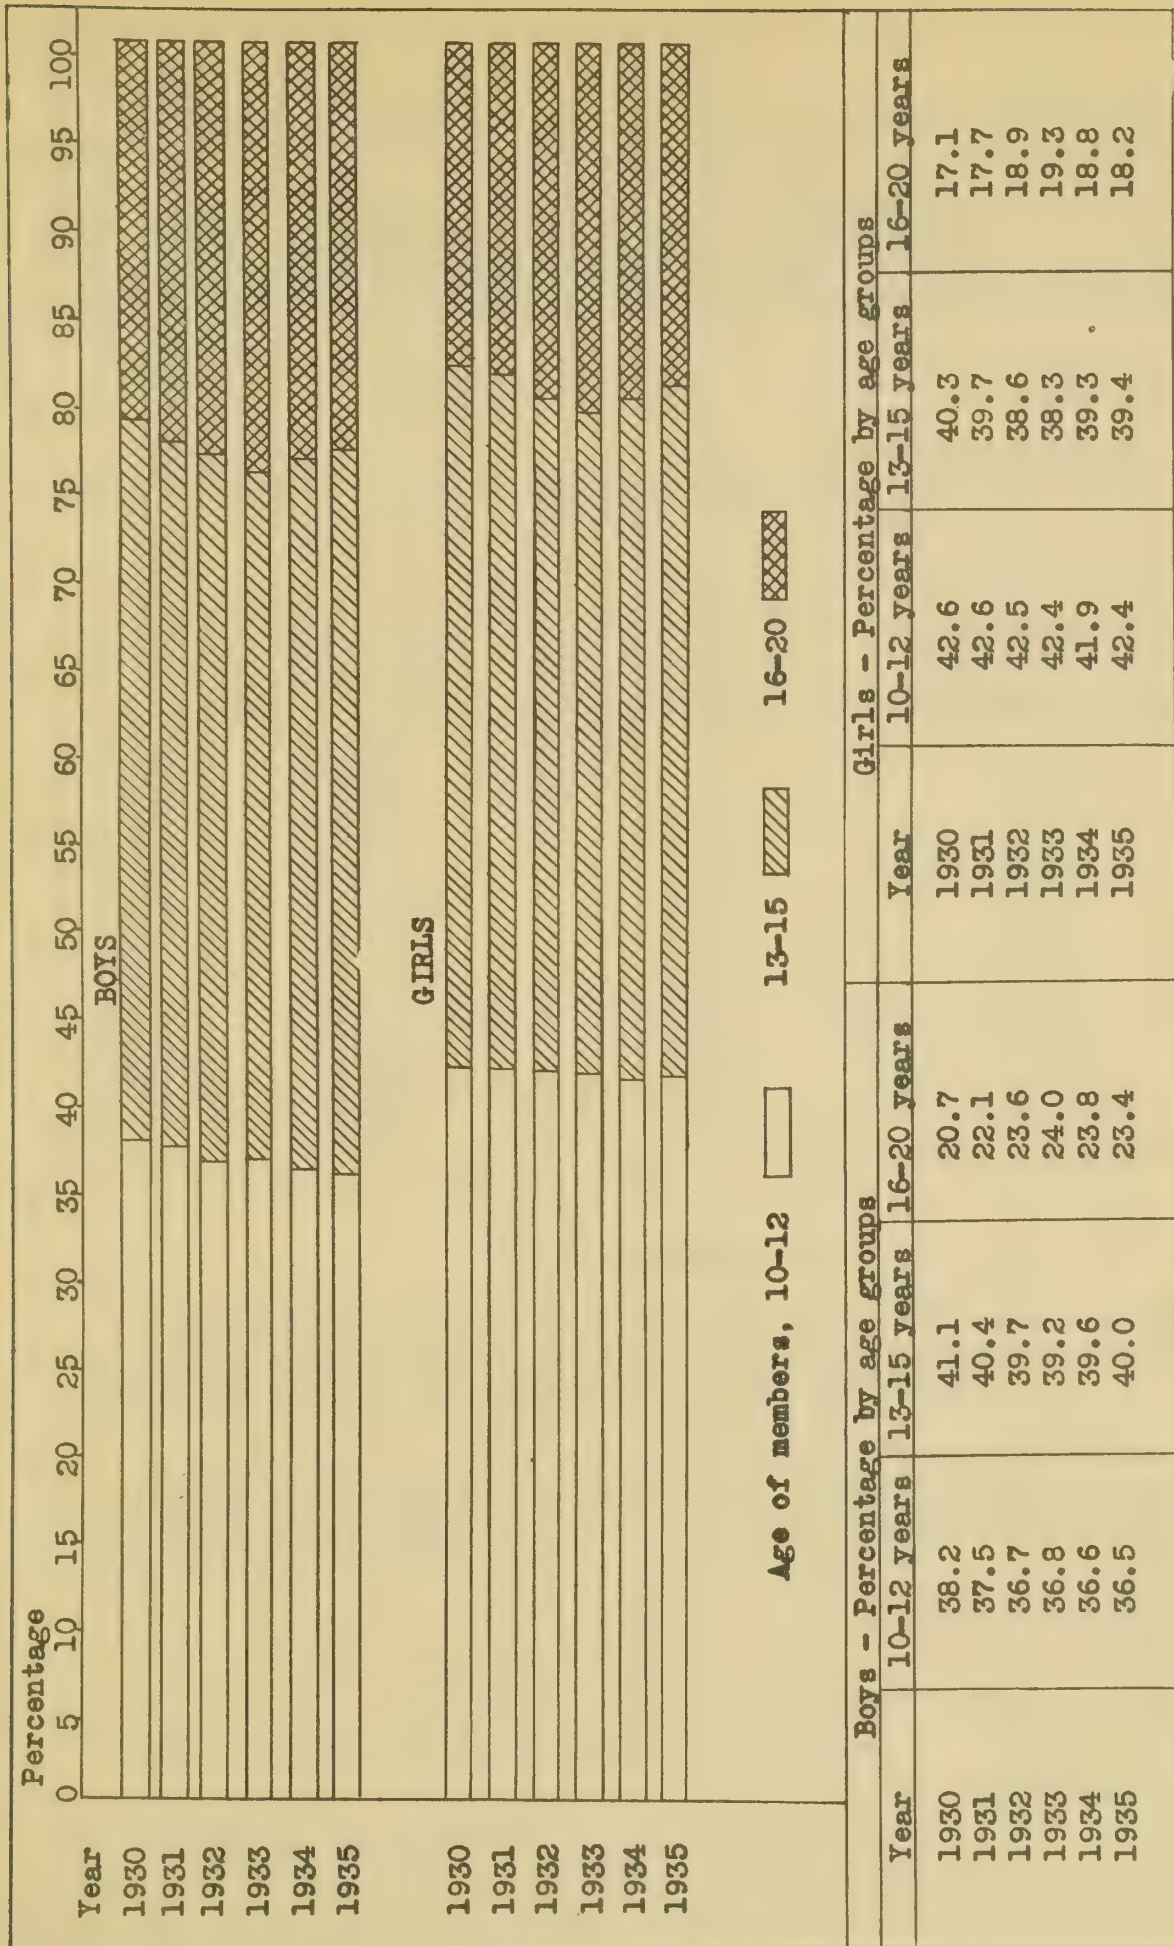 Percentage
0 5 10 15 20 25 30 35 40 45 50 55 60 65 70 75 80 85 90 95 100
Year
BOYS
1930
1931
1932
1933
1934
1935
GIRLS
1930
1931
1932
1933
1934
1935
Age of members, 10-12 13-15 16-20
Boys - Percentage by age groups Girls - Percentage by age groups
Year 10-12 years 13-15 years 16-20 years Year 10-12 years 13-15 years 16-20 years
1930 38.2 41.1 20.7 1930 42.6 40.3 17.1
1931 37.5 40.4 22.1 1931 42.6 39.7 17.7
1932 36.7 39.7 23.6 1932 42.5 38.6 18.9
1933 36.8 39.2 24.0 1933 42.4 38.3 19.3
1934 36.6 39.6 23.8 1934 41.9 39.3 18.8
1935 36.5 40.0 23.4 1935 42.4 39.4 18.2